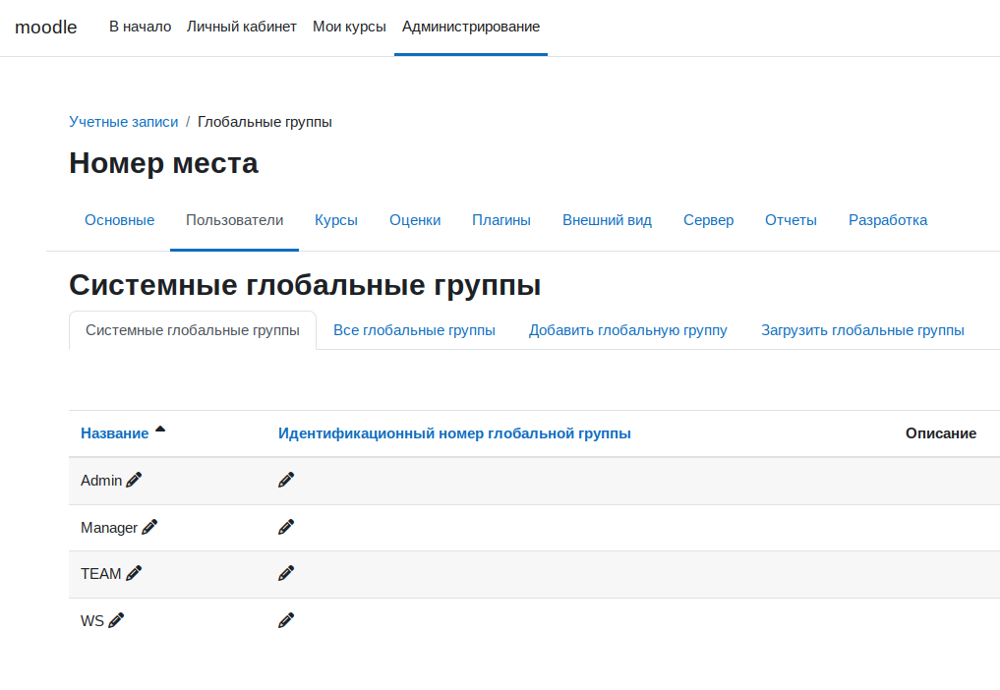 moodle В начало Личный кабинет Мои курсы Администрирование
Учетные записи / Глобальные группы
Номер места
Основные Пользователи Курсы Оценки Плагины Внешний вид Сервер Отчеты Разработка
Системные глобальные группы
Системные глобальные группы Все глобальные группы Добавить глобальную группу Загрузить глобальные группы
Название Идентификационный номер глобальной группы Описание
Admin
Manager
TEAM
WS